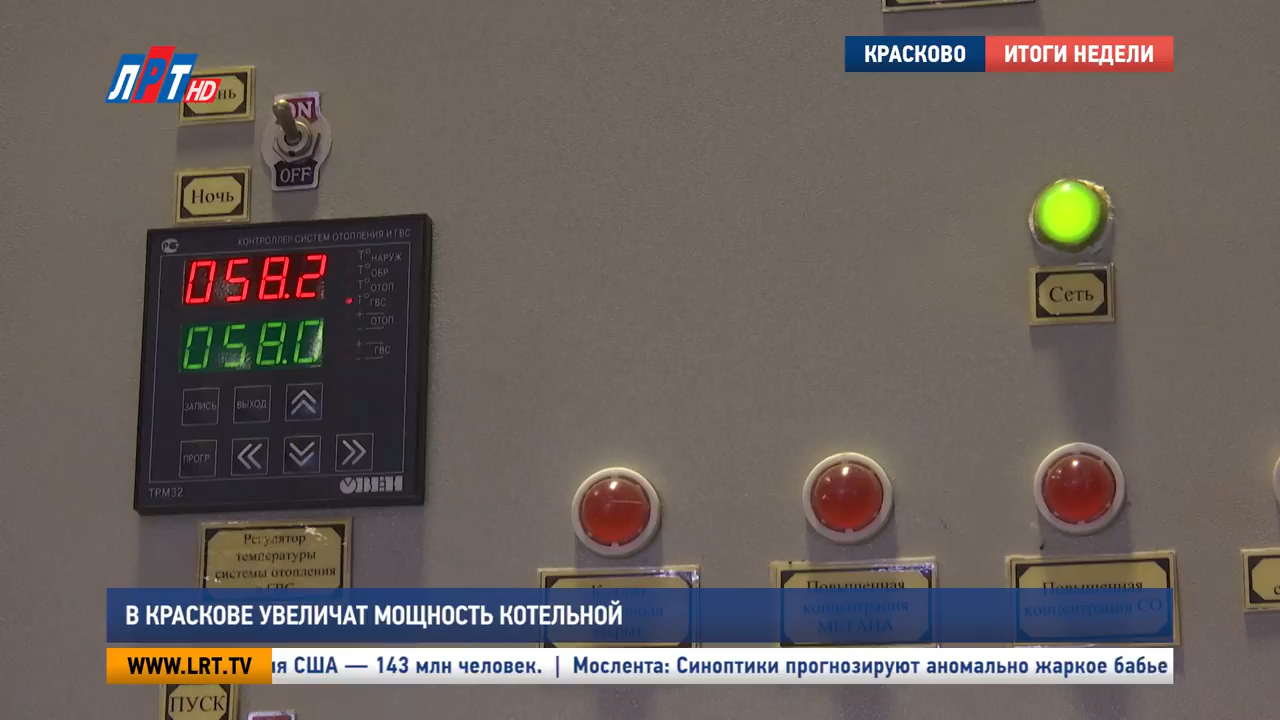 КРАСКОВО
ИТОГИ НЕДЕЛИ
ЛРТ HD
ON
OFF
Ночь
КОНТРОЛЛЕР СИСТЕМ ОТОПЛЕНИЯ И ГВС
058.2
058.0
Т° НАРУЖ
Т° ОБР
Т° ОТОП
Т° ГВС
+ ОТОП –
+ ГВС –
ЗАПИСЬ
ВЫХОД
ПРОГР.
ТРМ32
ОВЕН
Сеть
Регулятор
температуры
системы отопления
и ГВС
Повышенная
концентрация
МЕТАНА
Повышенная
концентрация СО
В КРАСКОВЕ УВЕЛИЧАТ МОЩНОСТЬ КОТЕЛЬНОЙ
WWW.LRT.TV
ия США — 143 млн человек. | Мослента: Синоптики прогнозируют аномально жаркое бабье
ПУСК